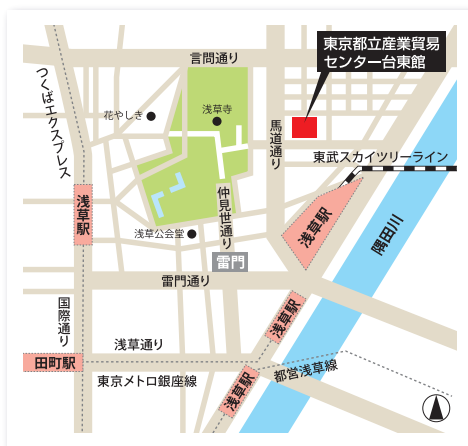 東京都立産業貿易
センター台東館
言問通り
つくばエクスプレス
花やしき
浅草寺
馬道通り
東武スカイツリーライン
浅草駅
仲見世通り
浅草駅
隅田川
浅草公会堂
雷門
雷門通り
国際通り
浅草駅
浅草通り
田町駅
東京メトロ銀座線
浅草駅
都営浅草線